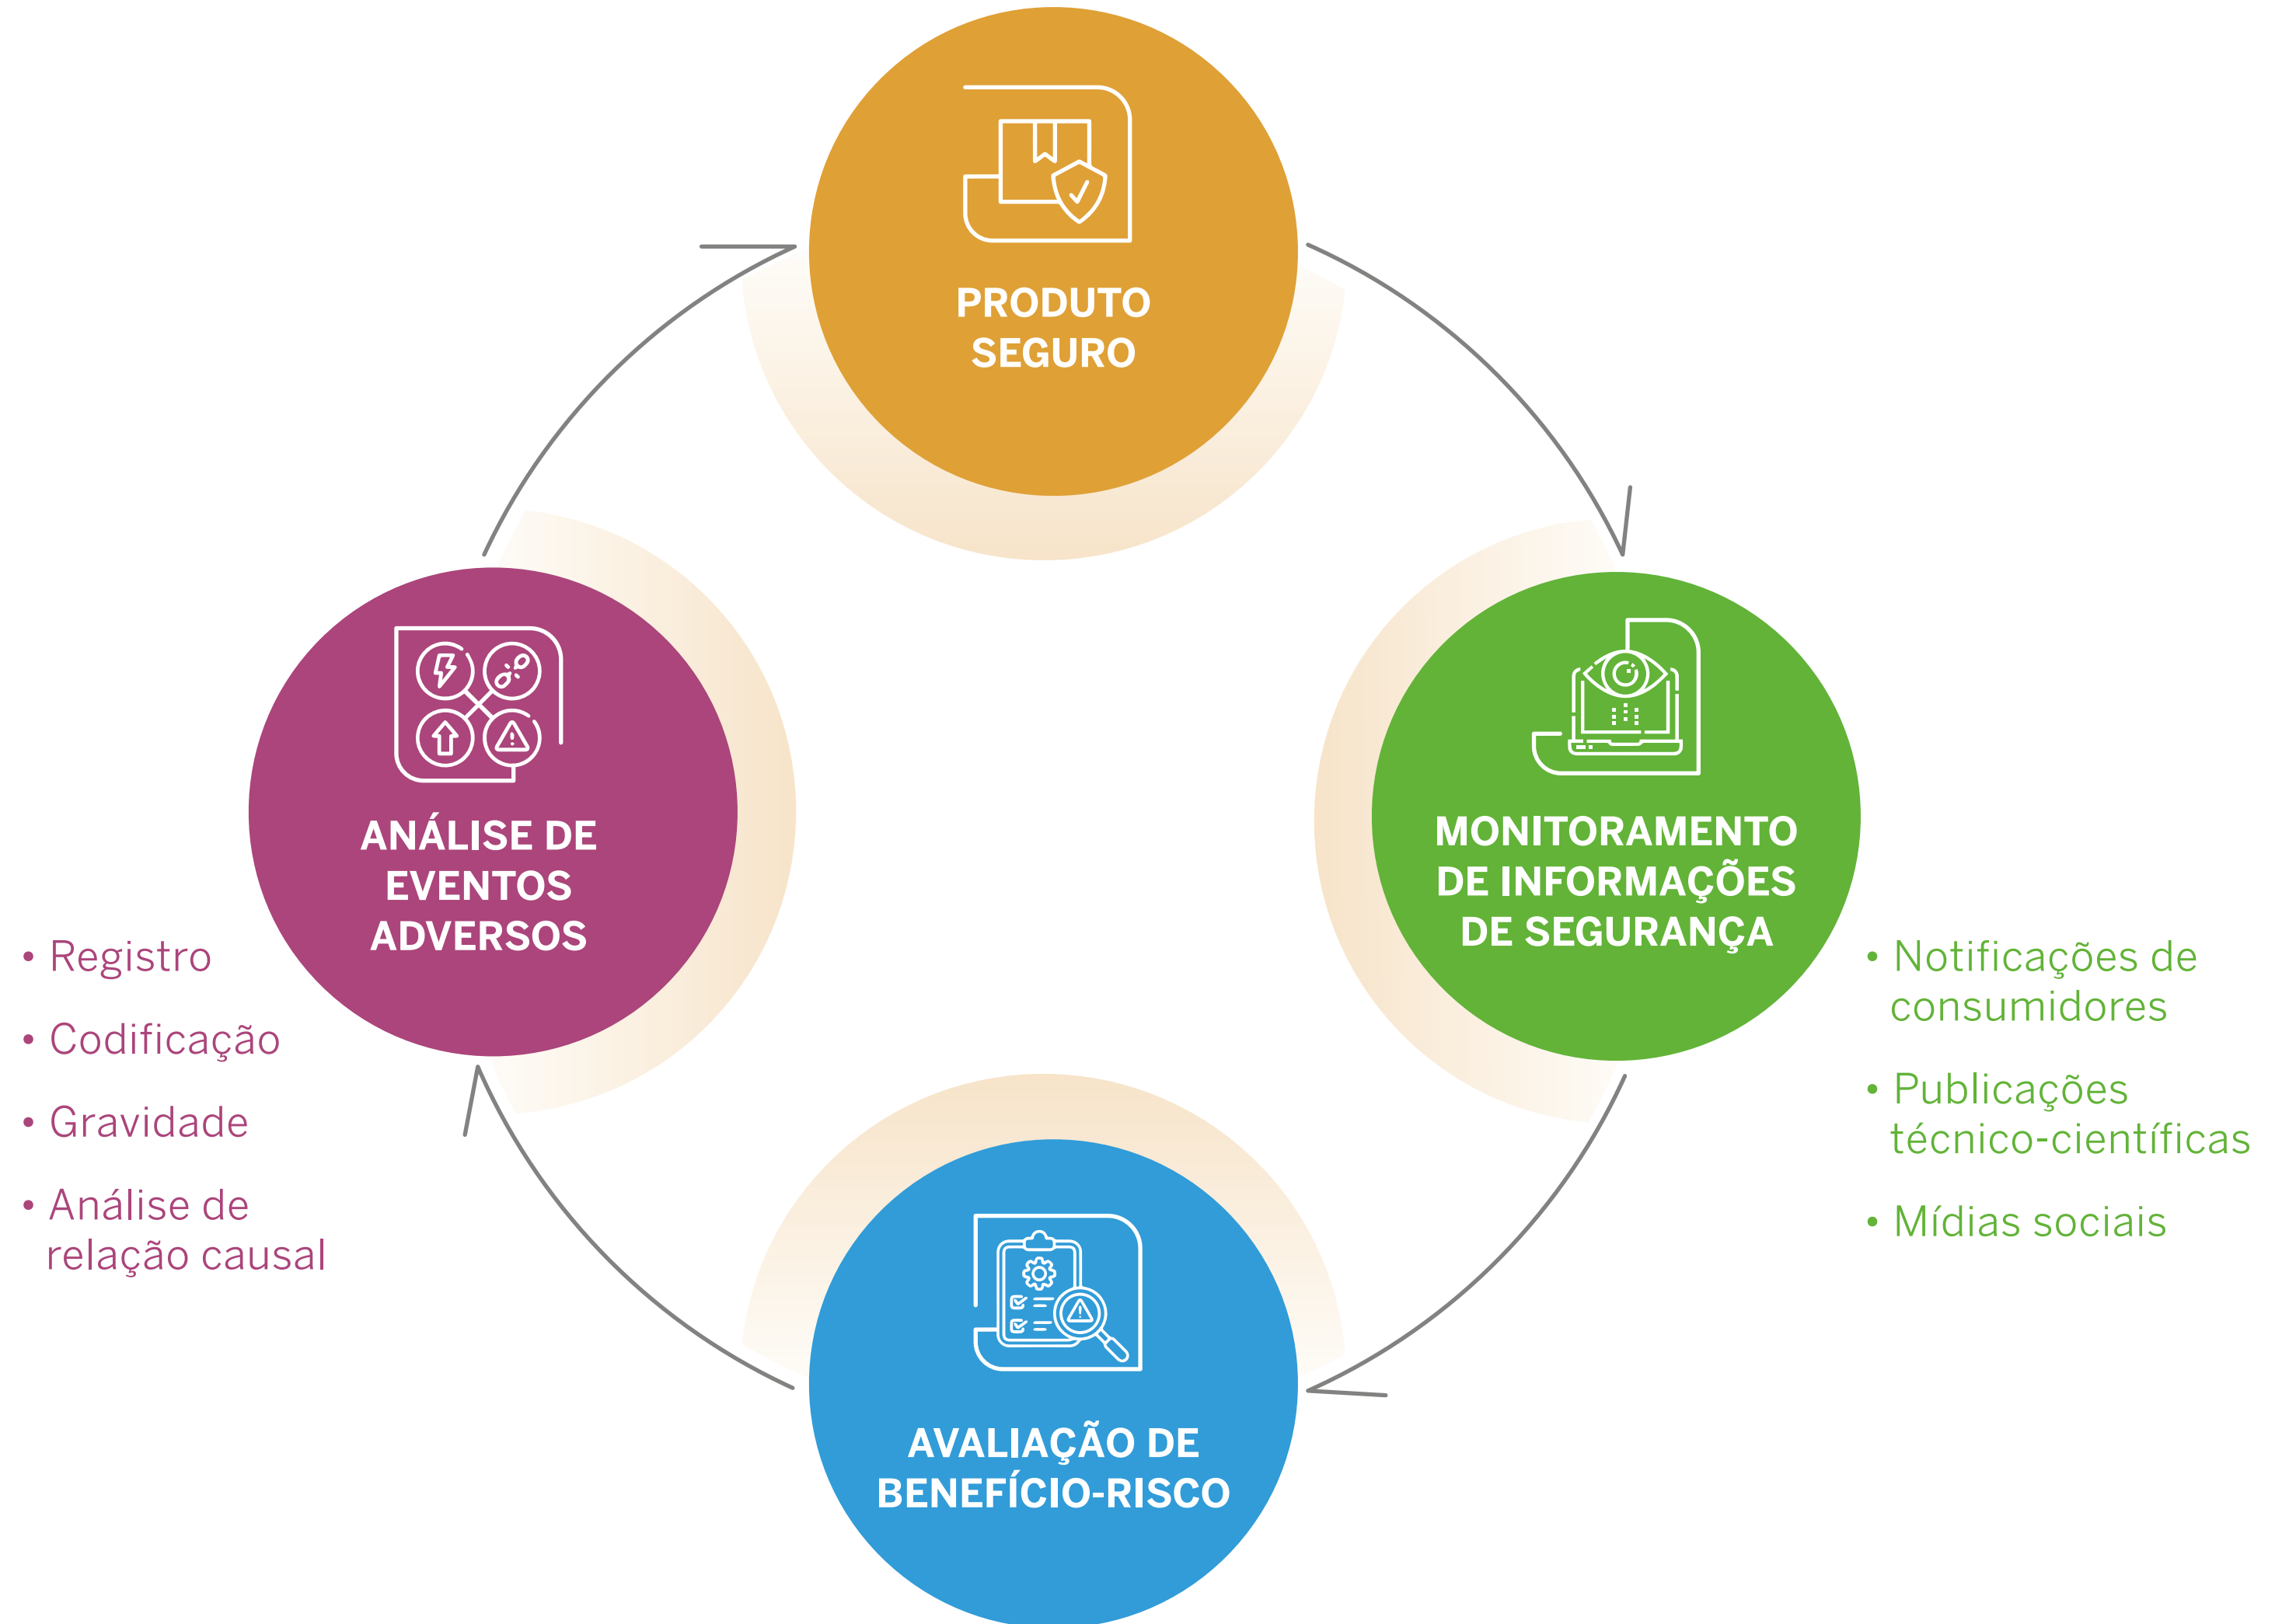 PRODUTO
SEGURO
ANÁLISE DE
EVENTOS
ADVERSOS
• Registro
• Codificação
• Gravidade
• Análise de
relação causal
MONITORAMENTO
DE INFORMAÇÕES
DE SEGURANÇA
• Notificações de
consumidores
• Publicações
técnico-científicas
• Mídias sociais
AVALIAÇÃO DE
BENEFÍCIO-RISCO